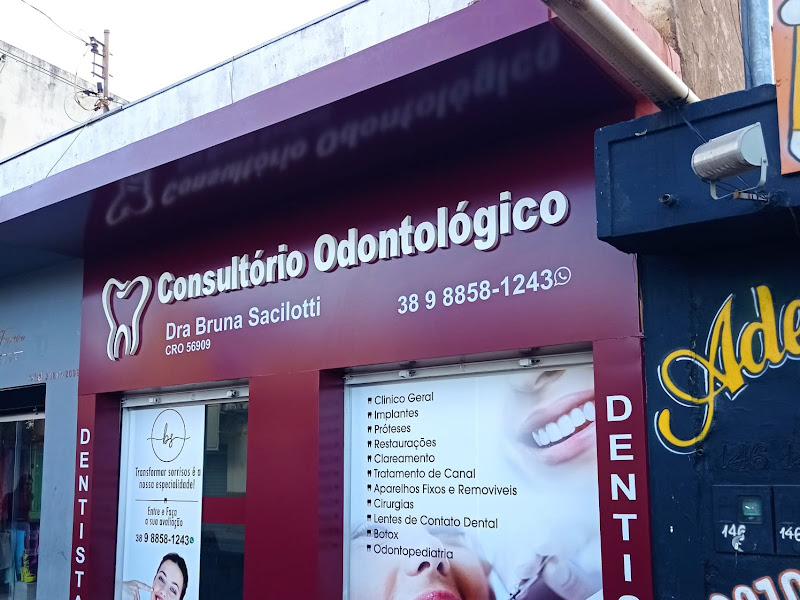 Consultório Odontológico
Dra Bruna Sacilotti
CRO 56909
38 9 8858-1243
DENTISTA
bs
Transformar sorrisos é a
nossa especialidade!
Entre e Faça
a sua avaliação
38 9 8858-1243
Clinico Geral
Implantes
Próteses
Restaurações
Clareamento
Tratamento de Canal
Aparelhos Fixos e Removiveis
Cirurgias
Lentes de Contato Dental
Botox
Odontopediatria
DENTIS
Ade
146
146